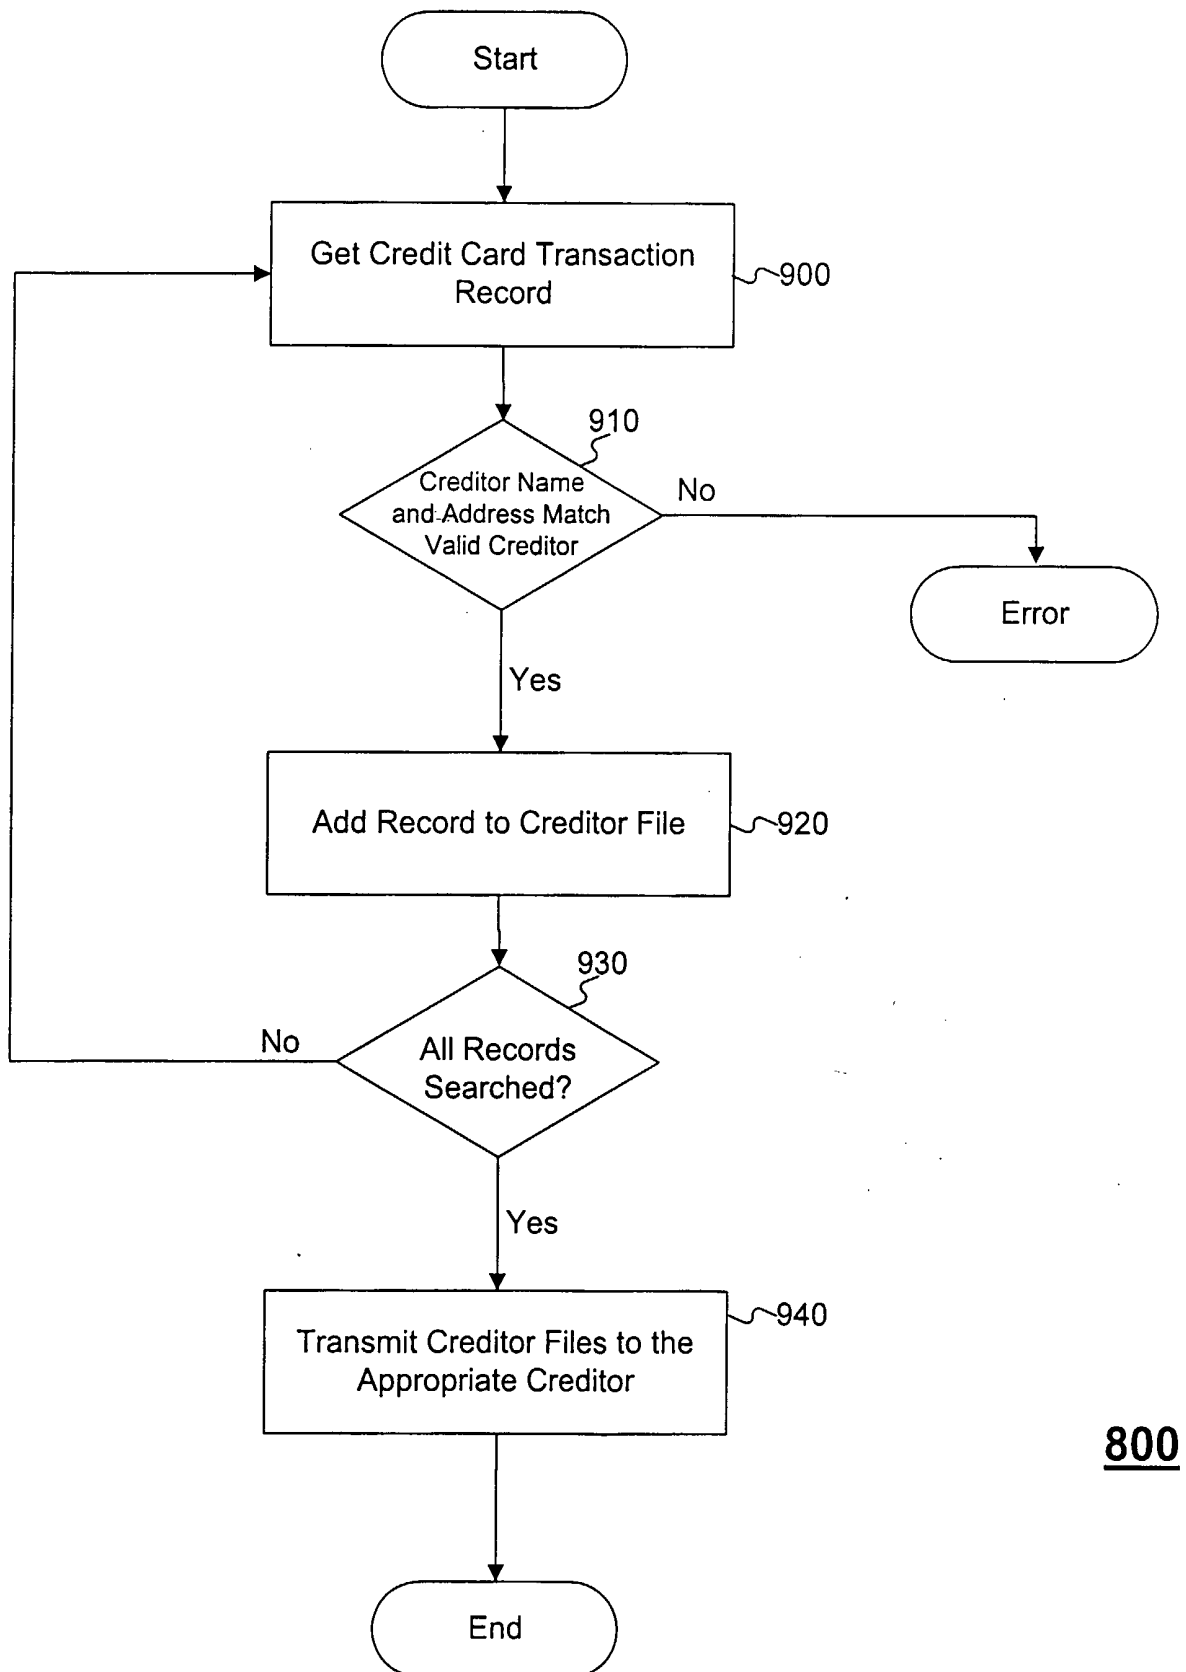 Start
Get Credit Card Transaction
Record
900
910
Creditor Name
and Address Match
Valid Creditor
No
Error
Yes
Add Record to Creditor File
920
930
No
All Records
Searched?
Yes
940
Transmit Creditor Files to the
Appropriate Creditor
800
End